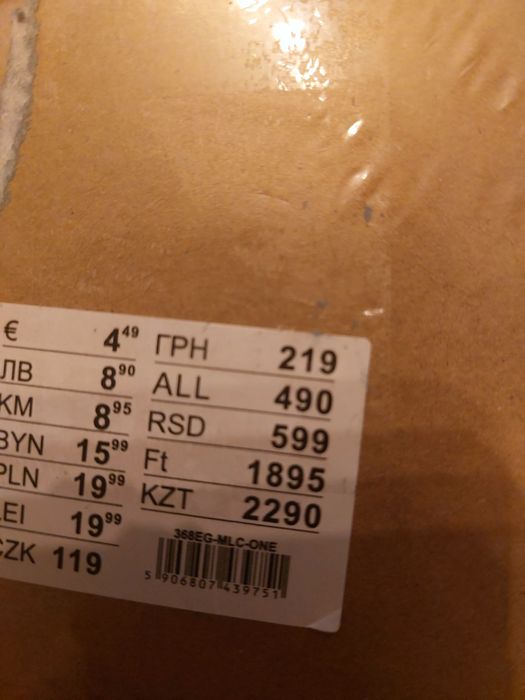 € 4⁴⁹
ЛВ 8⁹⁰
KM 8⁹⁵
BYN 15⁹⁹
PLN 19⁹⁹
LEI 19⁹⁹
CZK 119
ГРН 219
ALL 490
RSD 599
Ft 1895
KZT 2290
368EG-MLC-ONE
5 906807 439751